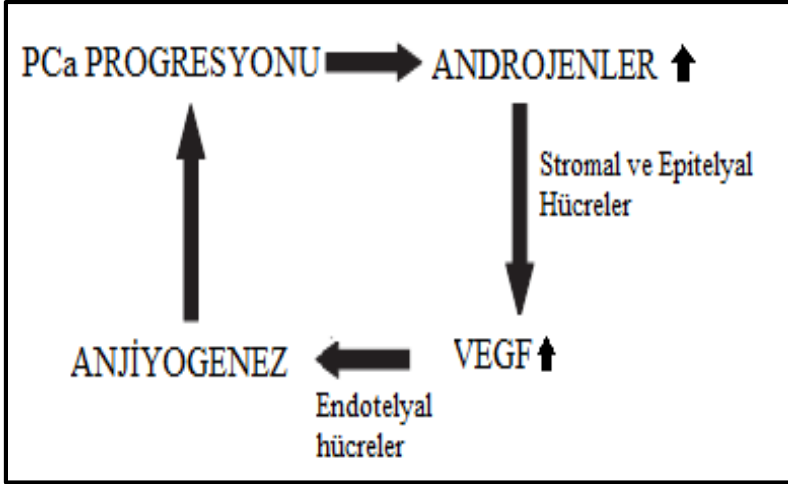 PCa PROGRESYONU
ANDROJENLER
Stromal ve Epitelyal
Hücreler
VEGF
ANJİYOGENEZ
Endotelyal
hücreler